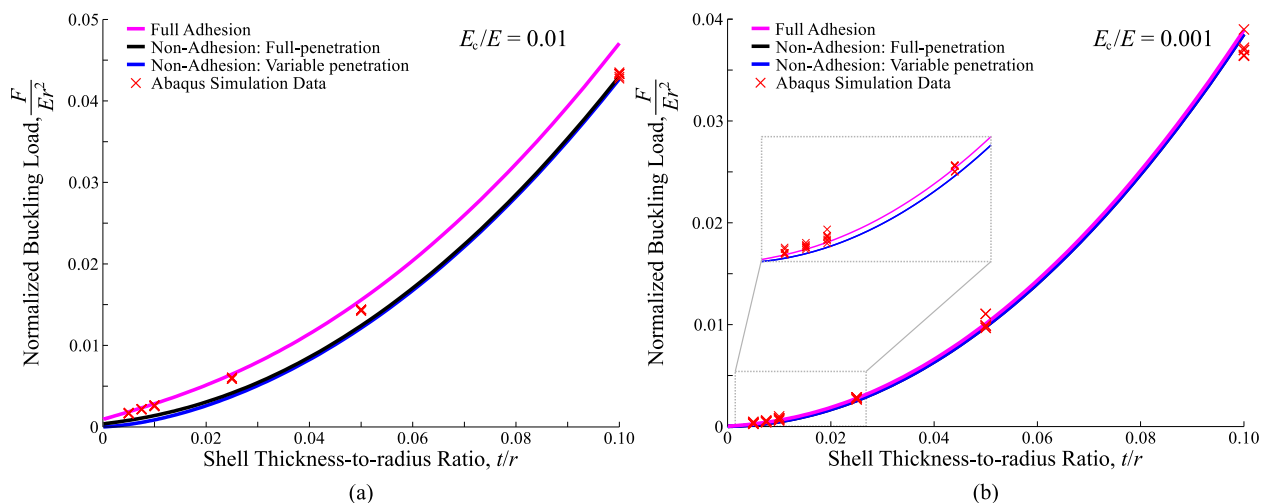 0.05
0.04
0.03
0.02
0.01
0
Normalized Buckling Load, F/Er²
Full Adhesion
Non-Adhesion: Full-penetration
Non-Adhesion: Variable penetration
Abaqus Simulation Data
E_c/E = 0.01
0 0.02 0.04 0.06 0.08 0.10
Shell Thickness-to-radius Ratio, t/r
(a)
0.04
0.03
0.02
0.01
0
Normalized Buckling Load, F/Er²
Full Adhesion
Non-Adhesion: Full-penetration
Non-Adhesion: Variable penetration
Abaqus Simulation Data
E_c/E = 0.001
0 0.02 0.04 0.06 0.08 0.10
Shell Thickness-to-radius Ratio, t/r
(b)